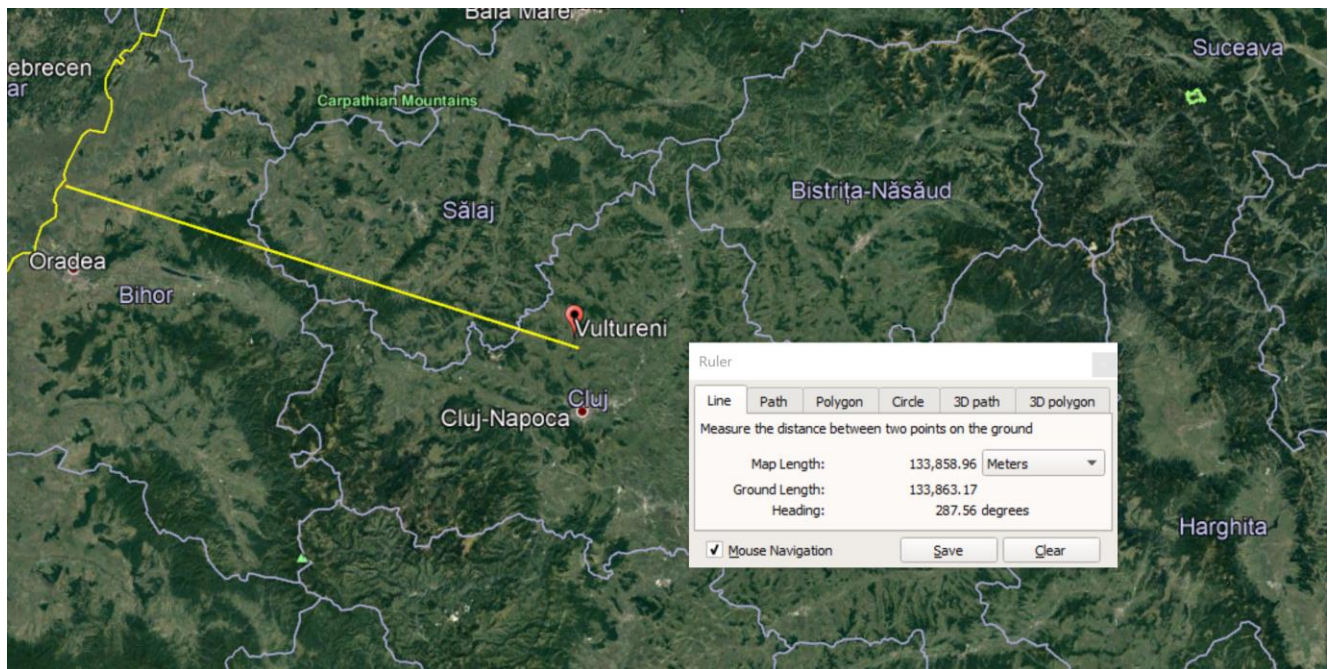 Baia Mare
Suceava
ebrecen
ar
Carpathian Mountains
Sălaj
Bistrița-Năsăud
Oradea
Bihor
Vultureni
Cluj
Cluj-Napoca
Harghita
Ruler
Line Path Polygon Circle 3D path 3D polygon
Measure the distance between two points on the ground
Map Length: 133,858.96 Meters
Ground Length: 133,863.17
Heading: 287.56 degrees
Mouse Navigation Save Clear